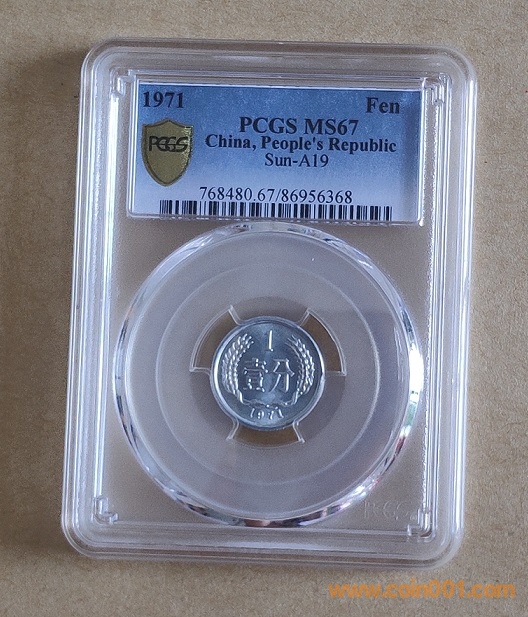 1971 Fen
PCGS MS67
China, People's Republic
Sun-A19
PCGS
768480.67/86956368
1
壹分
1971
PCGS
www.coin001.com